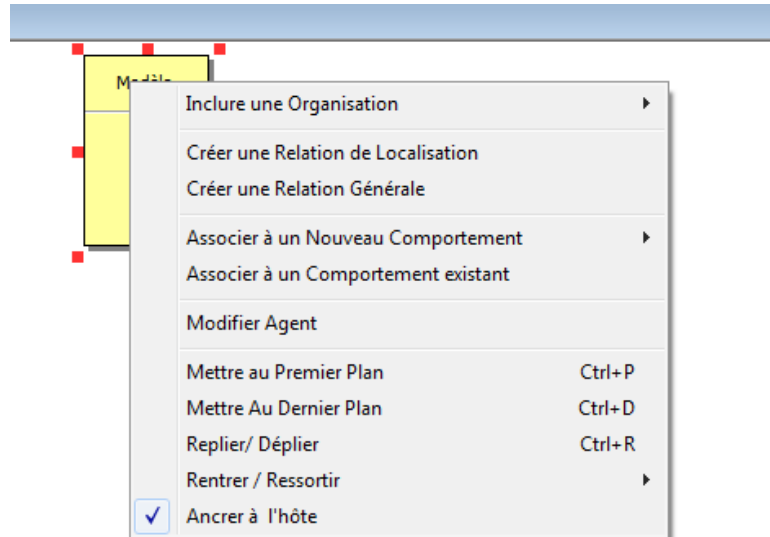 Modèle
Inclure une Organisation
Créer une Relation de Localisation
Créer une Relation Générale
Associer à un Nouveau Comportement
Associer à un Comportement existant
Modifier Agent
Mettre au Premier Plan Ctrl+P
Mettre Au Dernier Plan Ctrl+D
Replier/ Déplier Ctrl+R
Rentrer / Ressortir
Ancrer à l'hôte